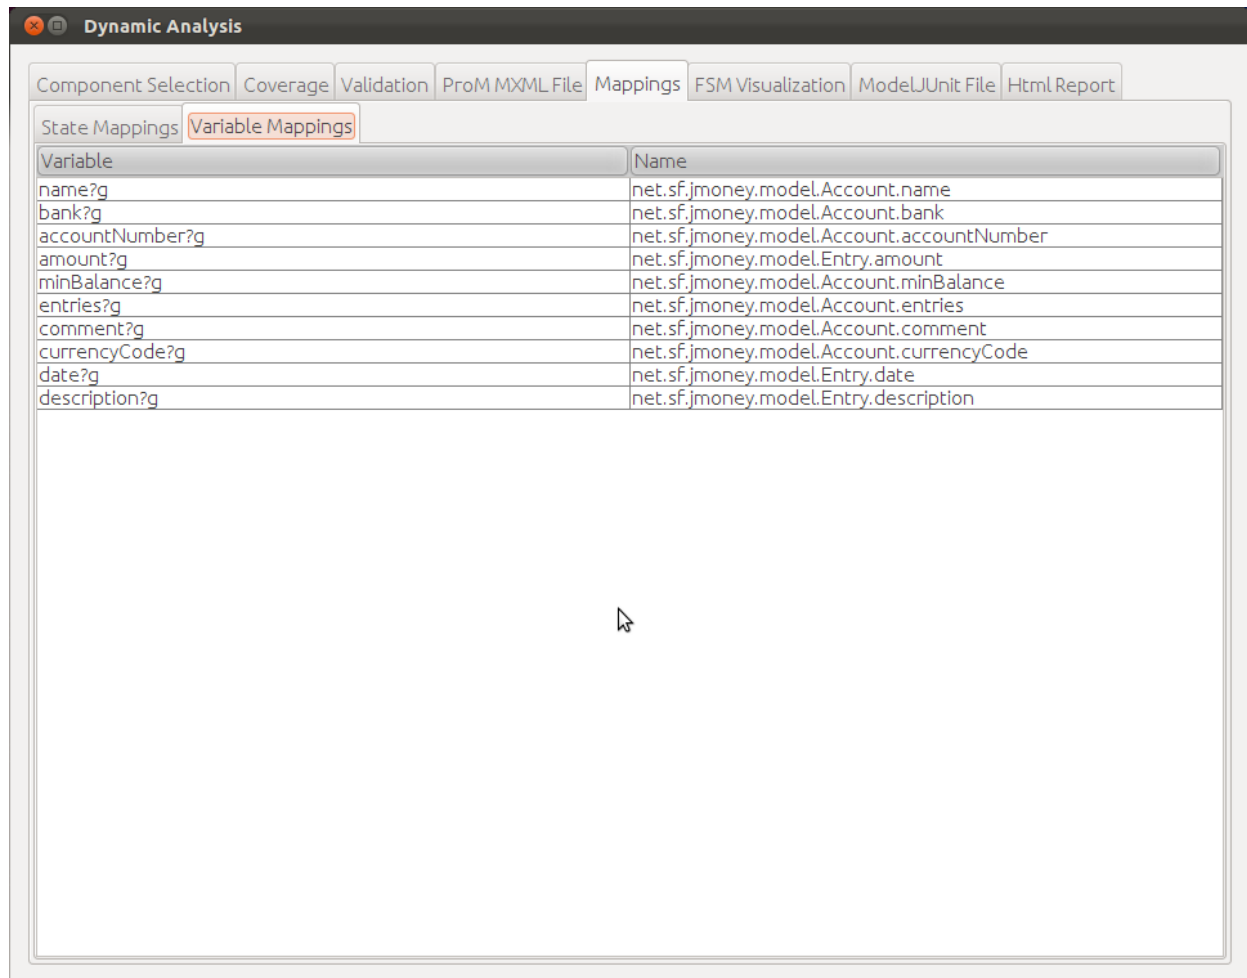 Dynamic Analysis
Component Selection Coverage Validation ProM MXML File Mappings FSM Visualization ModelJUnit File Html Report
State Mappings Variable Mappings
Variable Name
name?g net.sf.jmoney.model.Account.name
bank?g net.sf.jmoney.model.Account.bank
accountNumber?g net.sf.jmoney.model.Account.accountNumber
amount?g net.sf.jmoney.model.Entry.amount
minBalance?g net.sf.jmoney.model.Account.minBalance
entries?g net.sf.jmoney.model.Account.entries
comment?g net.sf.jmoney.model.Account.comment
currencyCode?g net.sf.jmoney.model.Account.currencyCode
date?g net.sf.jmoney.model.Entry.date
description?g net.sf.jmoney.model.Entry.description